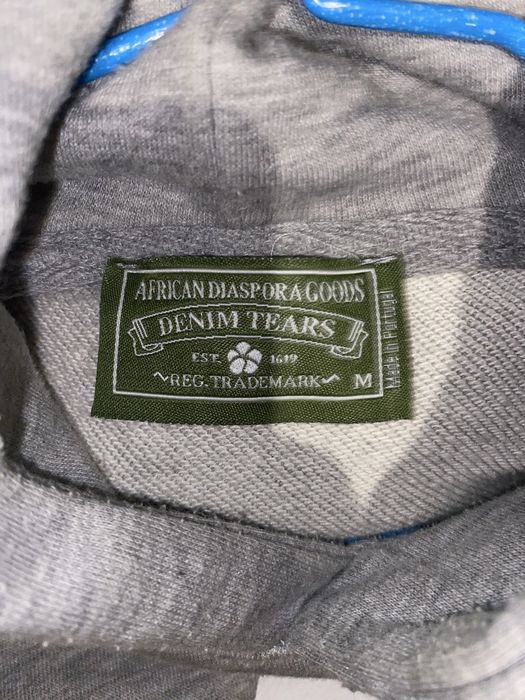 AFRICAN DIASPORA GOODS
DENIM TEARS
EST. 1619
~REG. TRADEMARK~ M
Made in Portugal